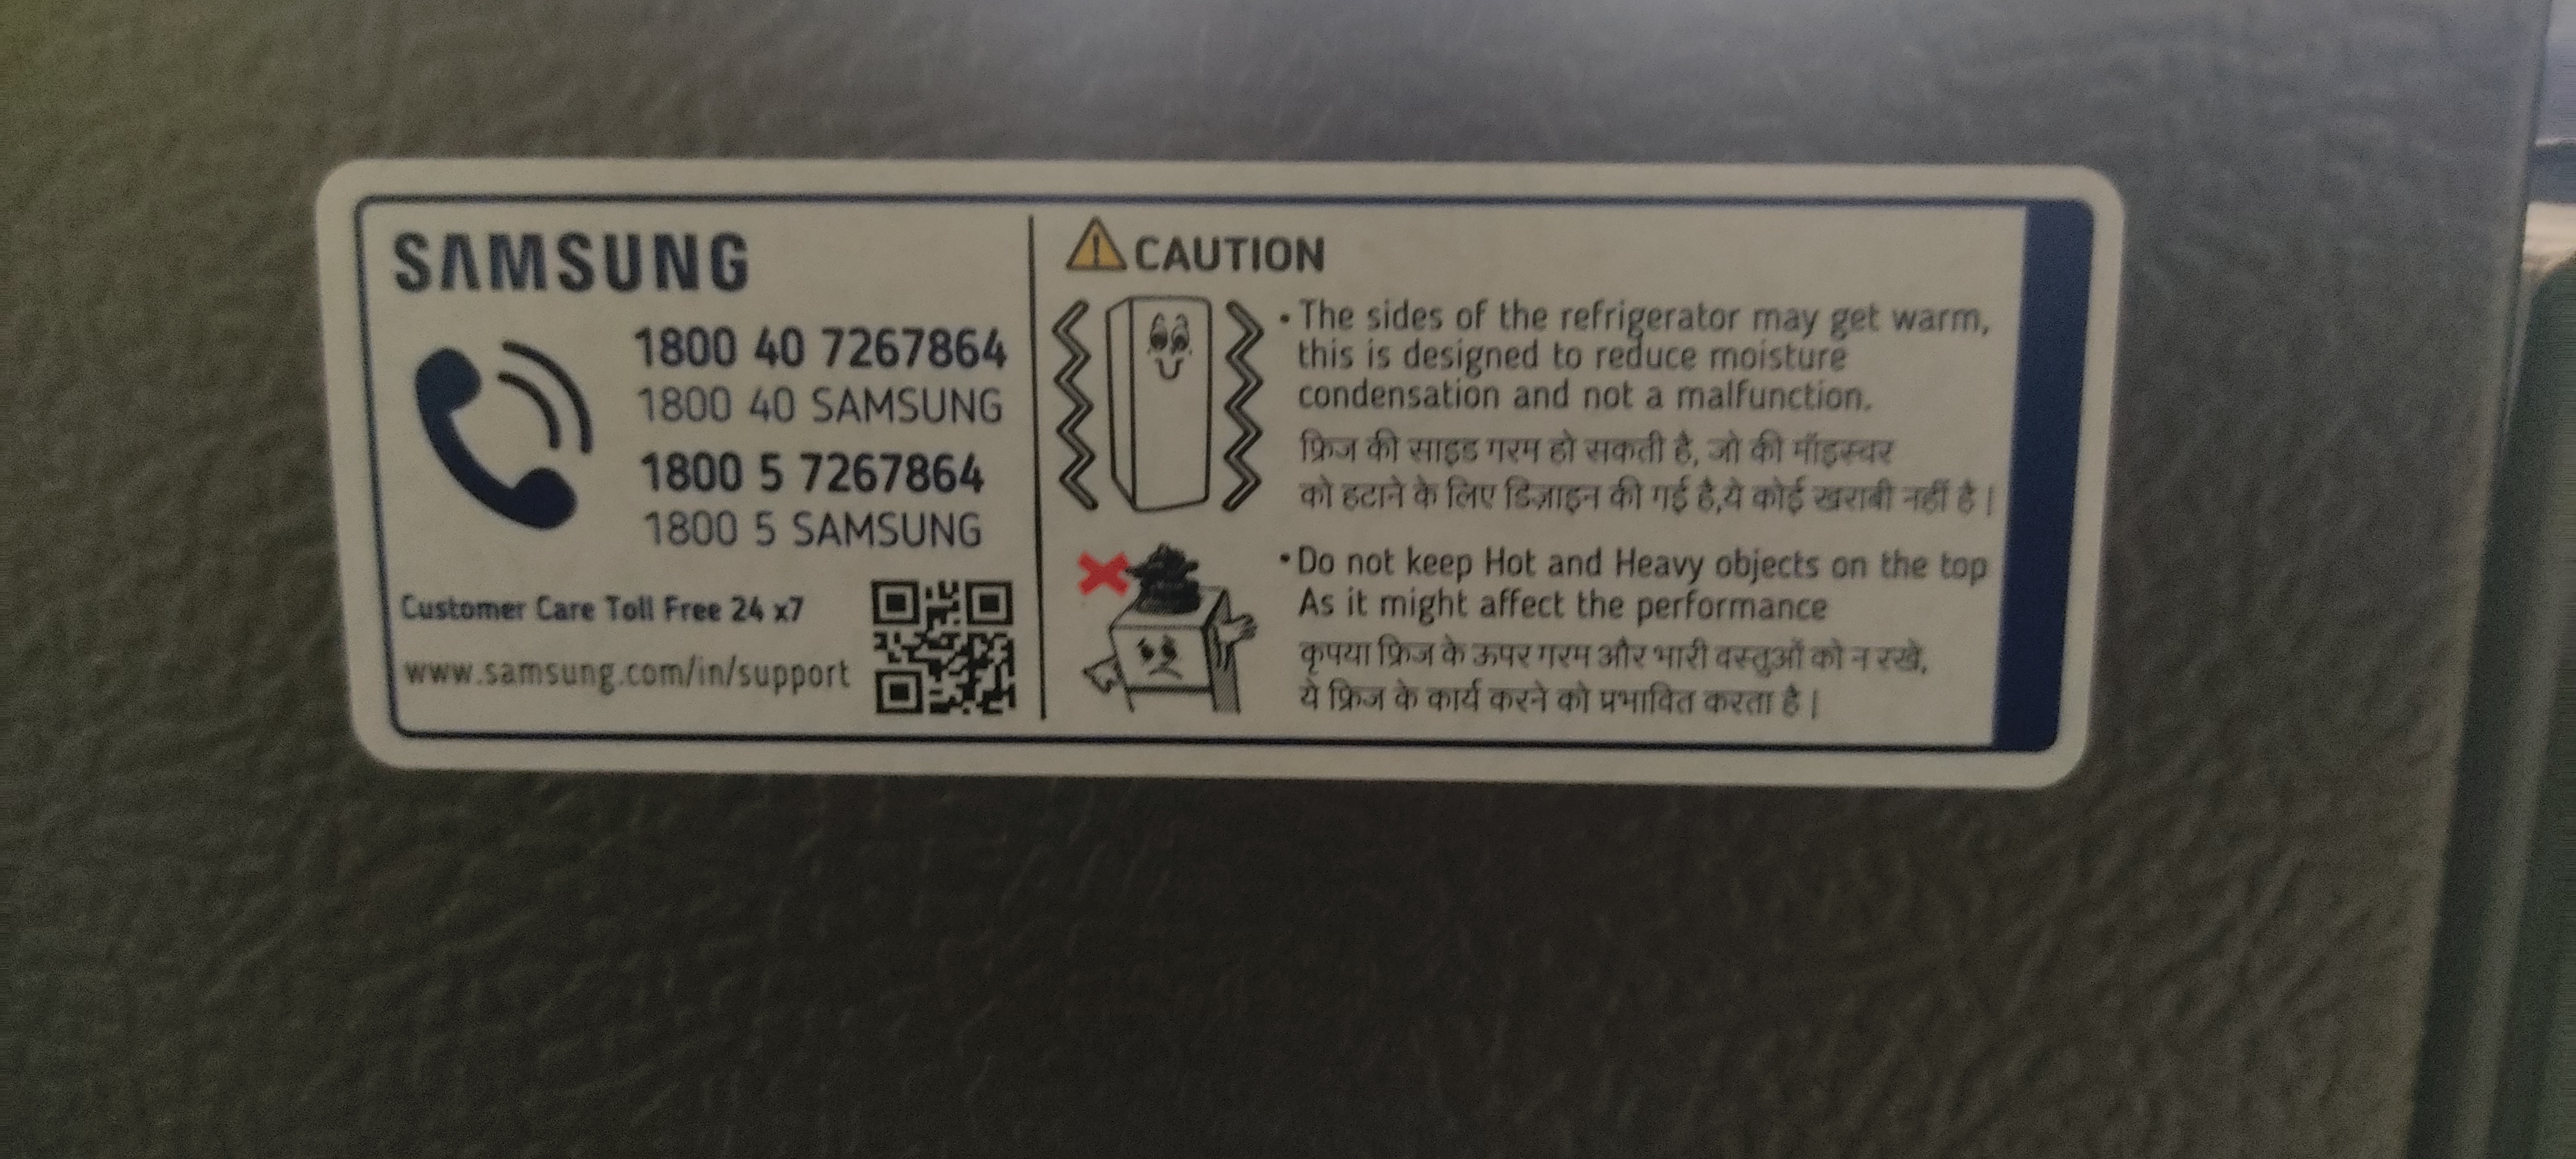 SAMSUNG
1800 40 7267864
1800 40 SAMSUNG
1800 5 7267864
1800 5 SAMSUNG
Customer Care Toll Free 24 x7
www.samsung.com/in/support
CAUTION
• The sides of the refrigerator may get warm,
this is designed to reduce moisture
condensation and not a malfunction.
फ्रिज की साइड गरम हो सकती है, जो की मॉइस्चर
को हटाने के लिए डिज़ाइन की गई है,ये कोई खराबी नहीं है |
• Do not keep Hot and Heavy objects on the top
As it might affect the performance
कृपया फ्रिज के ऊपर गरम और भारी वस्तुओं को न रखे,
ये फ्रिज के कार्य करने को प्रभावित करता है |